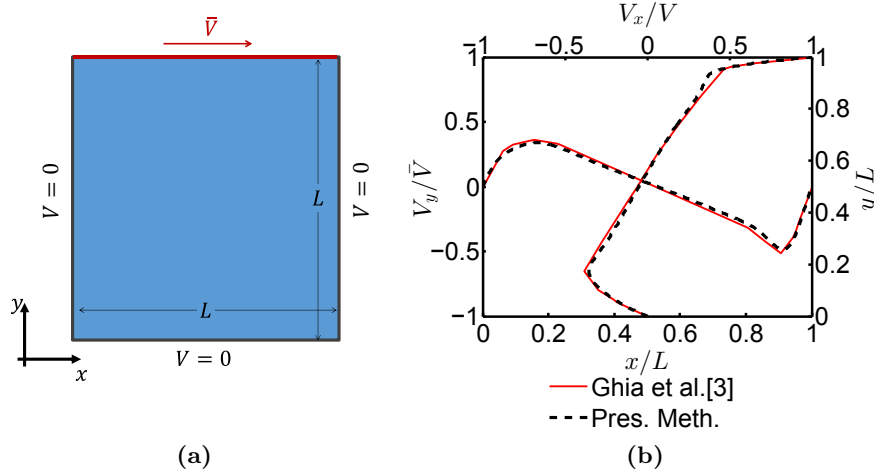 V̄
V = 0
L
V = 0
L
y
x
V = 0
(a)
V_x/V
−1 −0.5 0 0.5 1
1
0.5
0
−0.5
−1
V_y/V̄
1
0.8
0.6
0.4
0.2
0
y/L
0 0.2 0.4 0.6 0.8 1
x/L
Ghia et al.[3]
Pres. Meth.
(b)